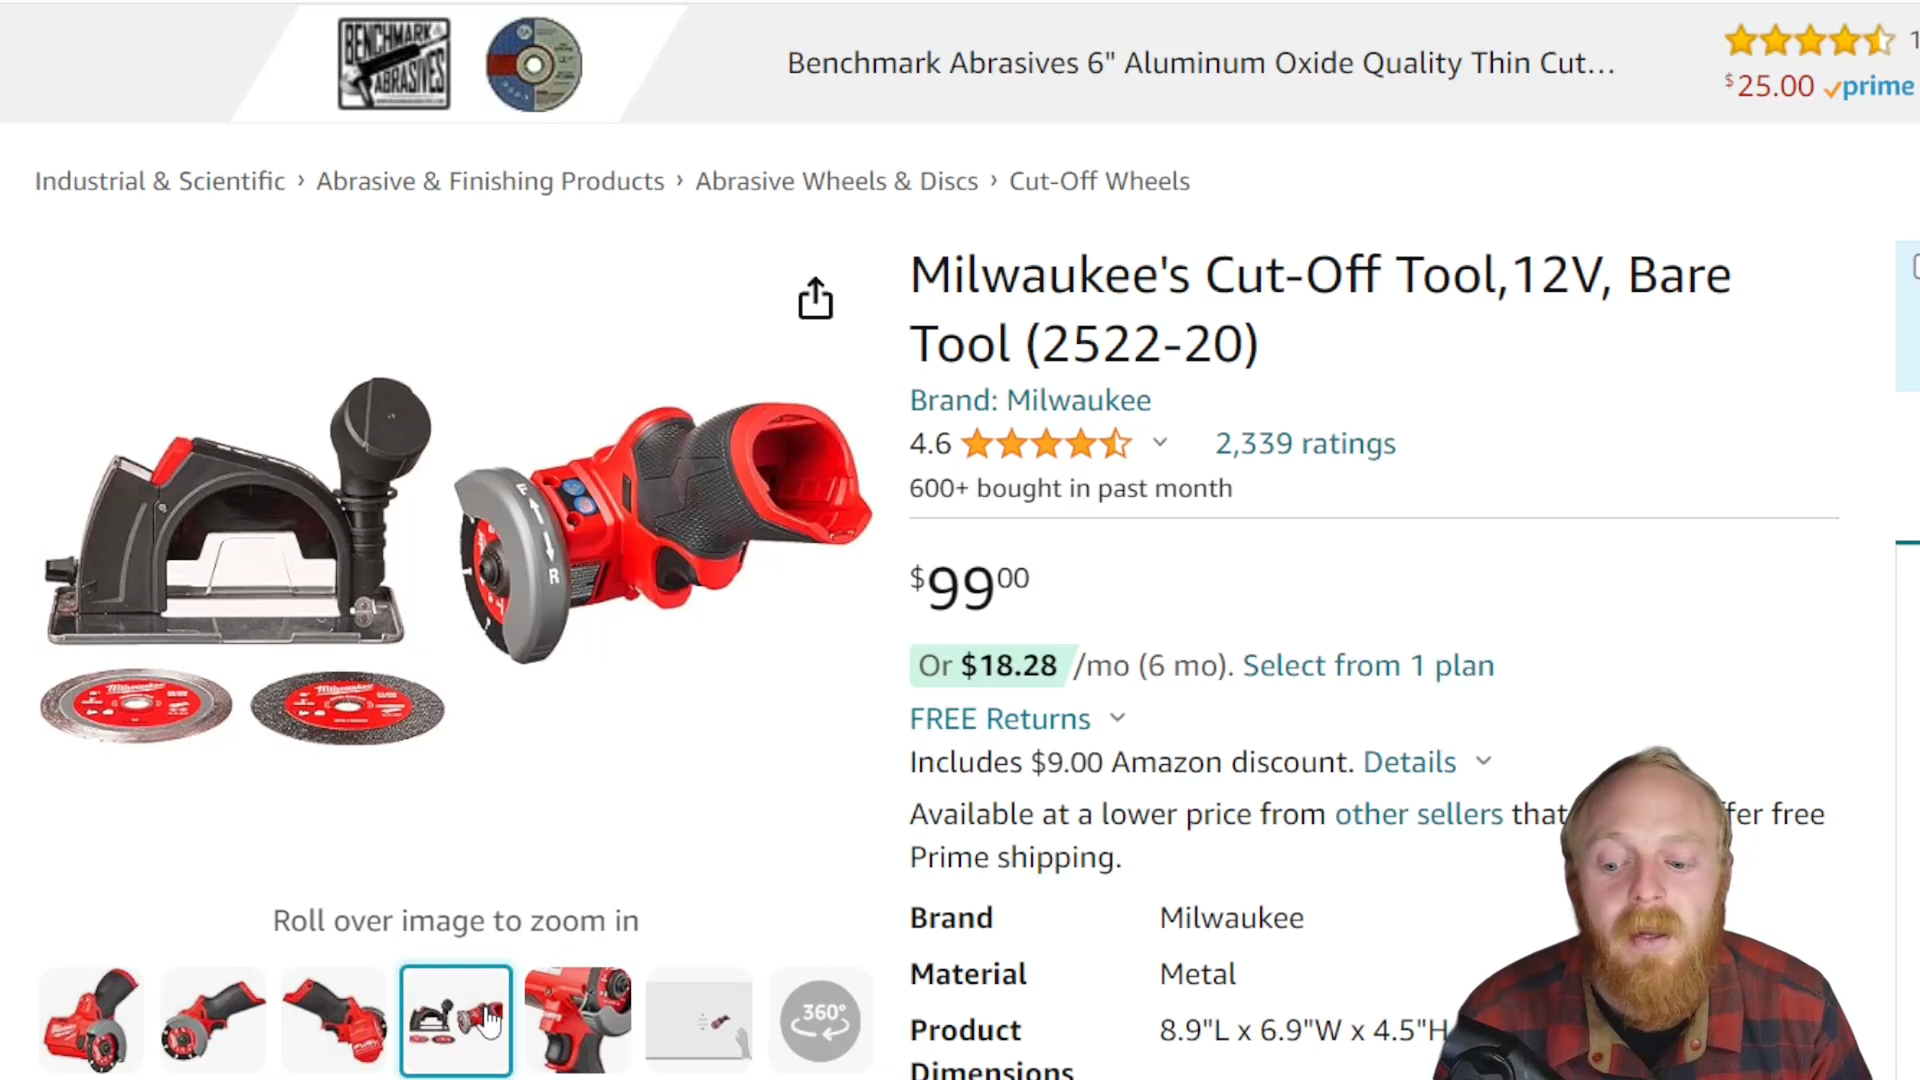 BENCHMARK
ABRASIVES
Benchmark Abrasives 6" Aluminum Oxide Quality Thin Cut...
1
$25.00 prime
Industrial & Scientific › Abrasive & Finishing Products › Abrasive Wheels & Discs › Cut-Off Wheels
Milwaukee's Cut-Off Tool,12V, Bare
Tool (2522-20)
Brand: Milwaukee
4.6
2,339 ratings
600+ bought in past month
$9900
Or $18.28 /mo (6 mo). Select from 1 plan
FREE Returns
Includes $9.00 Amazon discount. Details
Available at a lower price from other sellers that fer free
Prime shipping.
F
R
Milwaukee
Milwaukee
Roll over image to zoom in
360°
Brand Milwaukee
Material Metal
Product 8.9"L x 6.9"W x 4.5"H
Dimensions